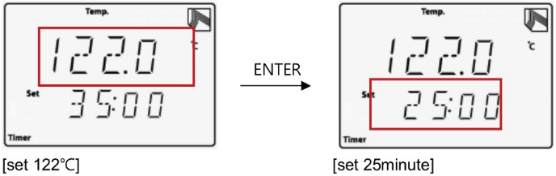 Temp.
122.0 ℃
Set 35:00
Timer
[set 122℃]
ENTER
Temp.
122.0 ℃
Set 25:00
Timer
[set 25minute]